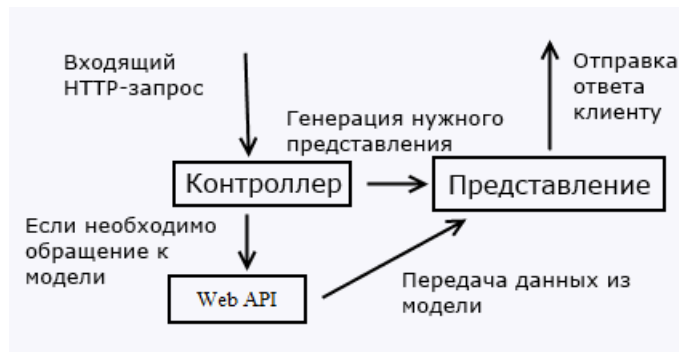 Входящий
HTTP-запрос
Отправка
ответа
клиенту
Генерация нужного
представления
Контроллер
Представление
Если необходимо
обращение к
модели
Web API
Передача данных из
модели